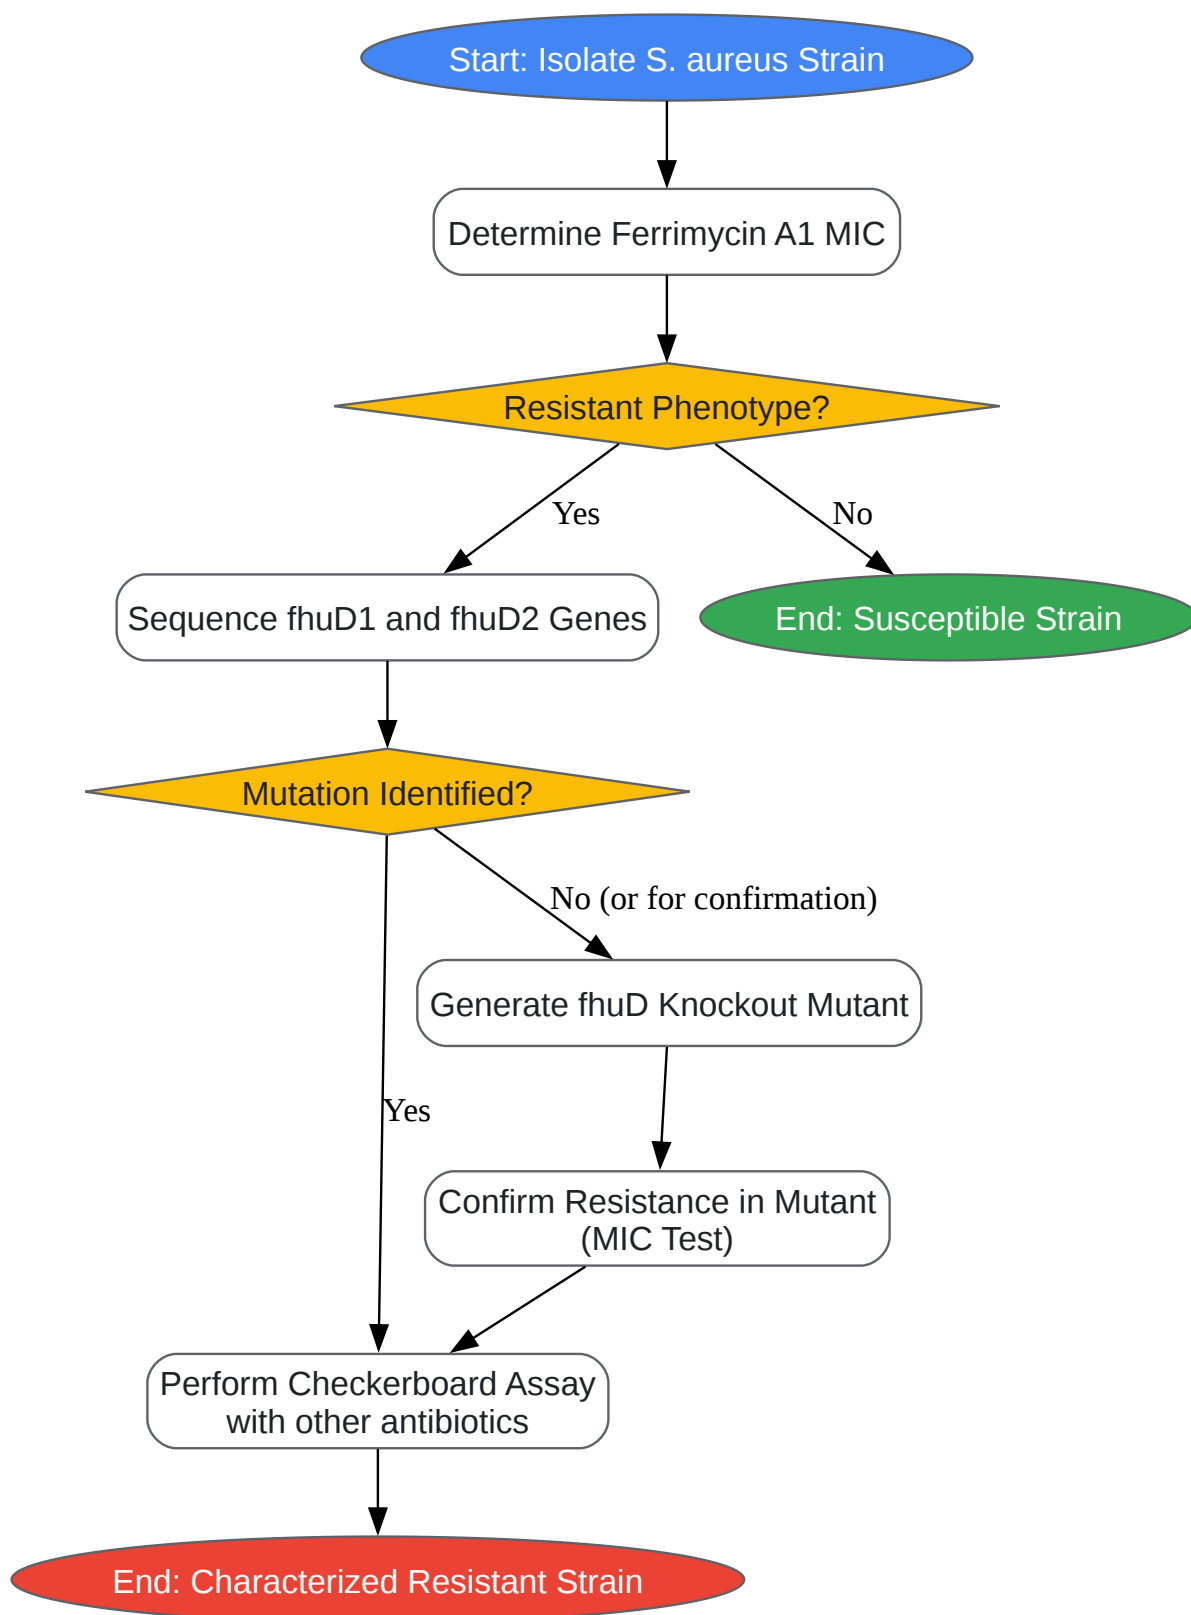 Start: Isolate S. aureus Strain
Determine Ferrimycin A1 MIC
Resistant Phenotype?
Yes
No
Sequence fhuD1 and fhuD2 Genes
End: Susceptible Strain
Mutation Identified?
No (or for confirmation)
Generate fhuD Knockout Mutant
Yes
Confirm Resistance in Mutant
(MIC Test)
Perform Checkerboard Assay
with other antibiotics
End: Characterized Resistant Strain